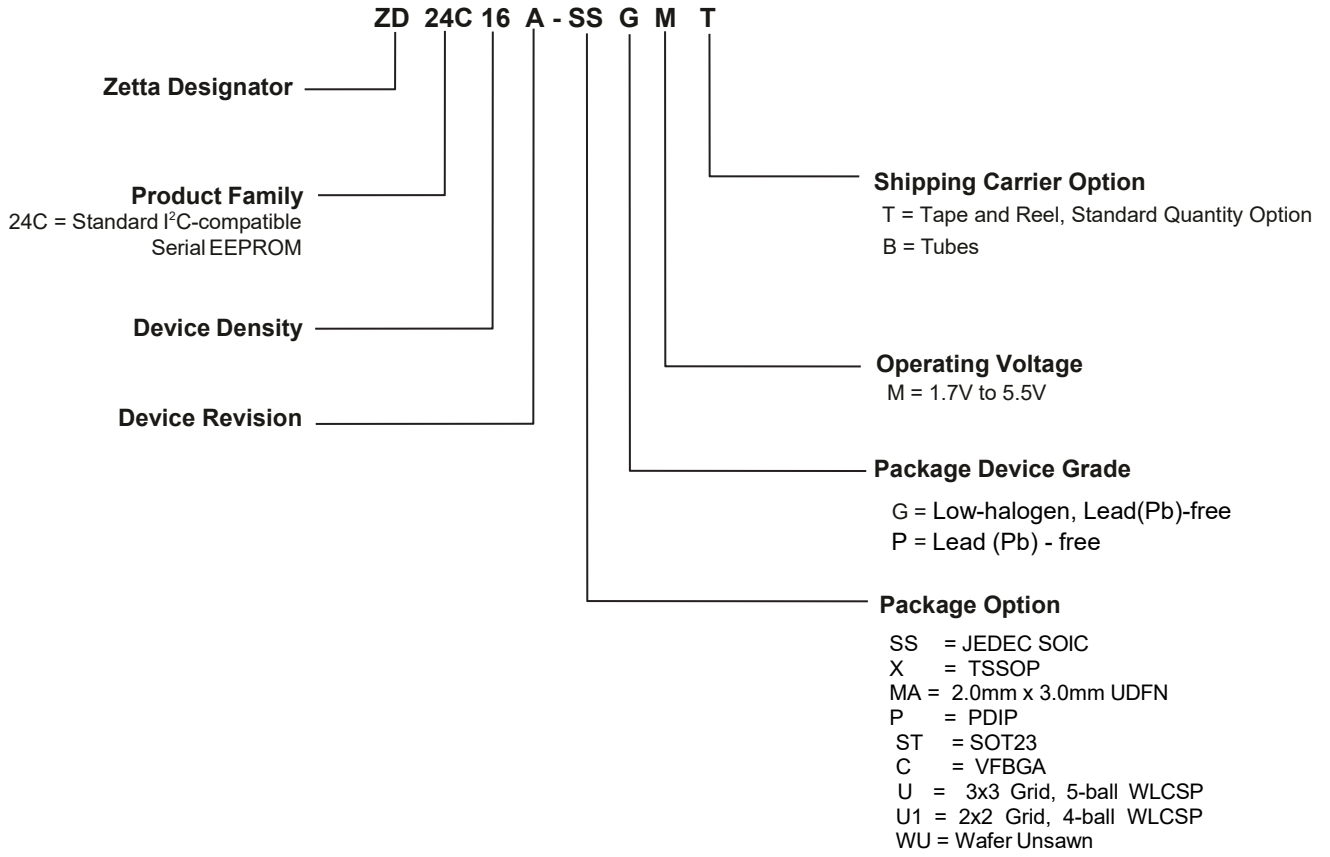 ZD 24C 16 A - SS G M T
Zetta Designator
Product Family
24C = Standard I²C-compatible
Serial EEPROM
Device Density
Device Revision
Shipping Carrier Option
T = Tape and Reel, Standard Quantity Option
B = Tubes
Operating Voltage
M = 1.7V to 5.5V
Package Device Grade
G = Low-halogen, Lead(Pb)-free
P = Lead (Pb) - free
Package Option
SS = JEDEC SOIC
X = TSSOP
MA = 2.0mm x 3.0mm UDFN
P = PDIP
ST = SOT23
C = VFBGA
U = 3x3 Grid, 5-ball WLCSP
U1 = 2x2 Grid, 4-ball WLCSP
WU = Wafer Unsawn